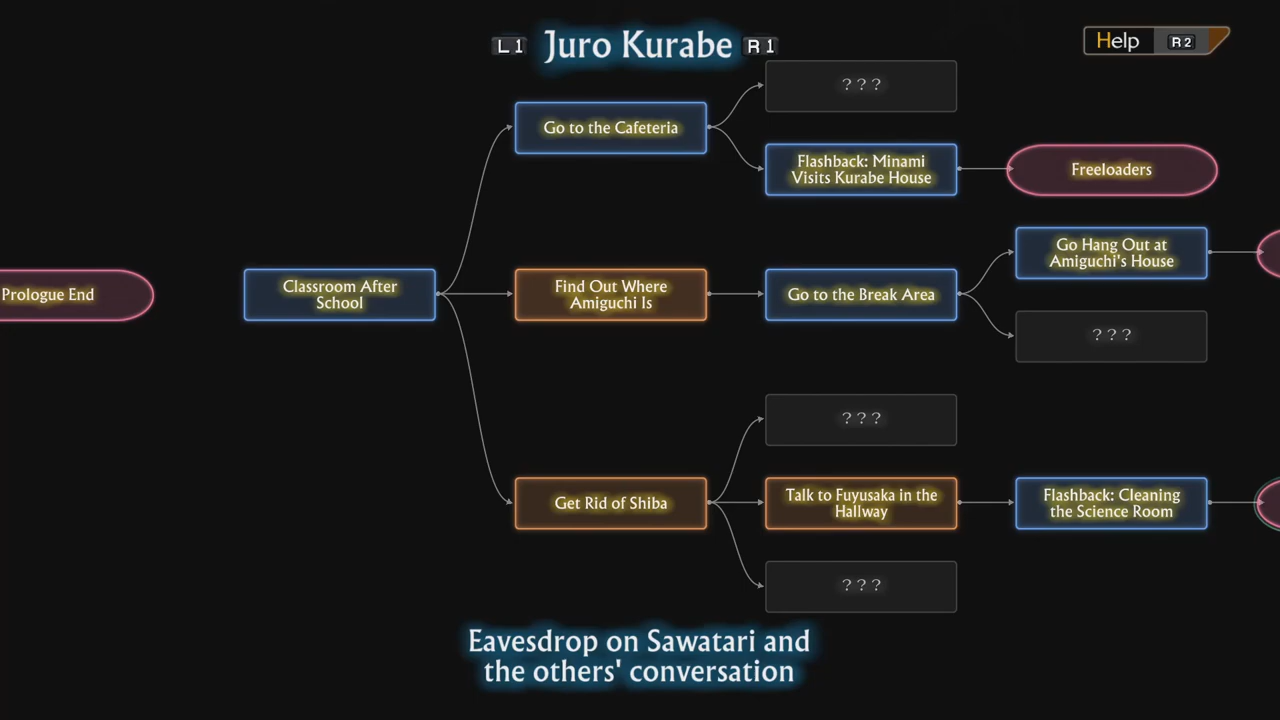 L1 Juro Kurabe R1
Help R2
? ? ?
Go to the Cafeteria
Flashback: Minami
Visits Kurabe House
Freeloaders
Go Hang Out at
Amiguchi's House
Prologue End
Classroom After
School
Find Out Where
Amiguchi Is
Go to the Break Area
? ? ?
? ? ?
Get Rid of Shiba
Talk to Fuyusaka in the
Hallway
Flashback: Cleaning
the Science Room
? ? ?
Eavesdrop on Sawatari and
the others' conversation